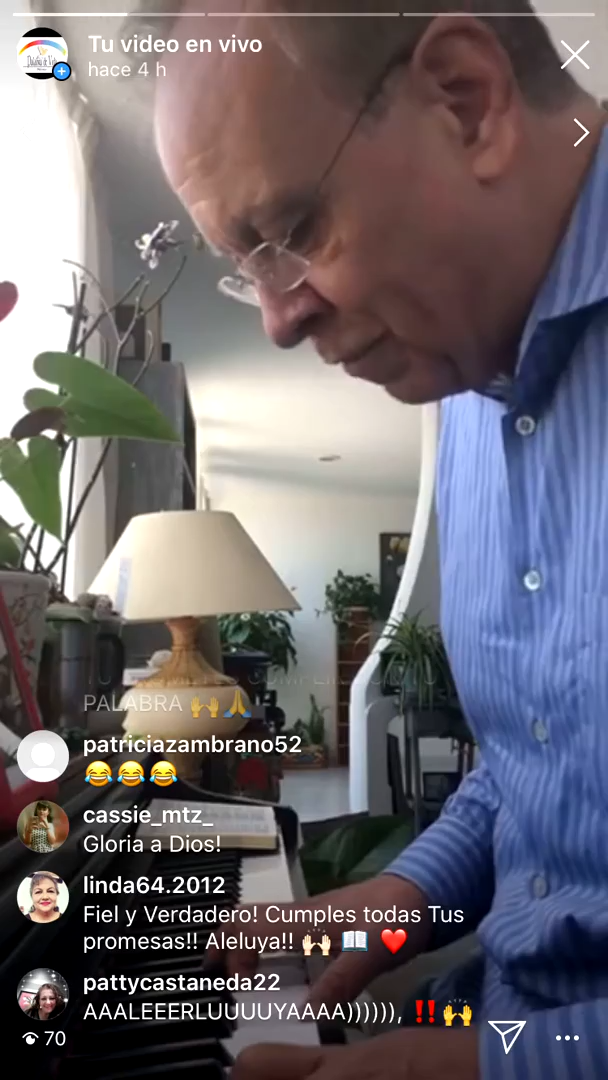 Tu video en vivo
hace 4 h
PALABRA 🙌🙏
patriciazambrano52
😂😂😂
cassie_mtz_
Gloria a Dios!
linda64.2012
Fiel y Verdadero! Cumples todas Tus
promesas!! Aleluya!! 🙌🏻 📖 ❤️
pattycastaneda22
AAALEEERLUUUUYAAAA)))))), ‼️🙌
70